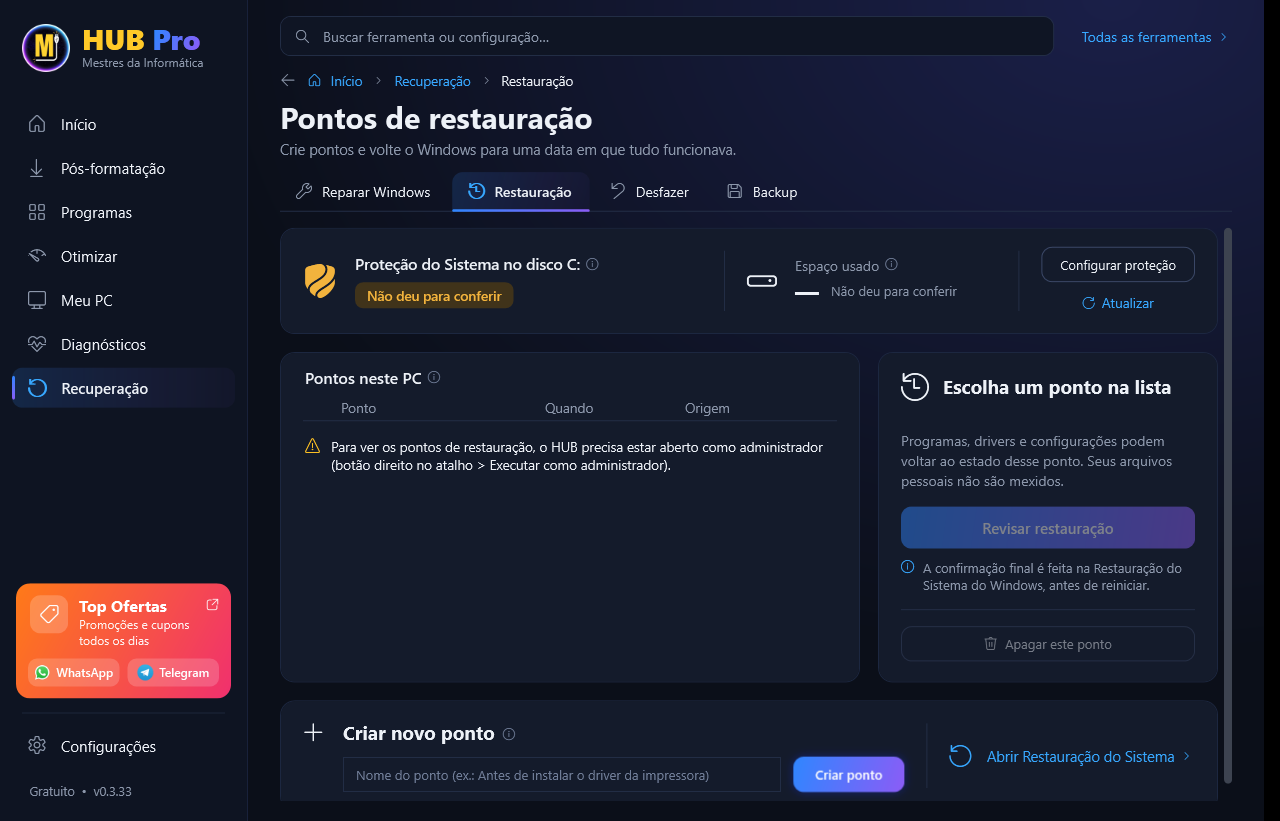 HUB Pro
Mestres da Informática
Início
Pós-formatação
Programas
Otimizar
Meu PC
Diagnósticos
Recuperação
Top Ofertas
Promoções e cupons
todos os dias
WhatsApp
Telegram
Configurações
Gratuito • v0.3.33
Buscar ferramenta ou configuração...
Todas as ferramentas
Início > Recuperação > Restauração
Pontos de restauração
Crie pontos e volte o Windows para uma data em que tudo funcionava.
Reparar Windows
Restauração
Desfazer
Backup
Proteção do Sistema no disco C:
Não deu para conferir
Espaço usado
Não deu para conferir
Configurar proteção
Atualizar
Pontos neste PC
Ponto Quando Origem
Para ver os pontos de restauração, o HUB precisa estar aberto como administrador
(botão direito no atalho > Executar como administrador).
Escolha um ponto na lista
Programas, drivers e configurações podem
voltar ao estado desse ponto. Seus arquivos
pessoais não são mexidos.
Revisar restauração
A confirmação final é feita na Restauração do
Sistema do Windows, antes de reiniciar.
Apagar este ponto
Criar novo ponto
Nome do ponto (ex.: Antes de instalar o driver da impressora)
Criar ponto
Abrir Restauração do Sistema